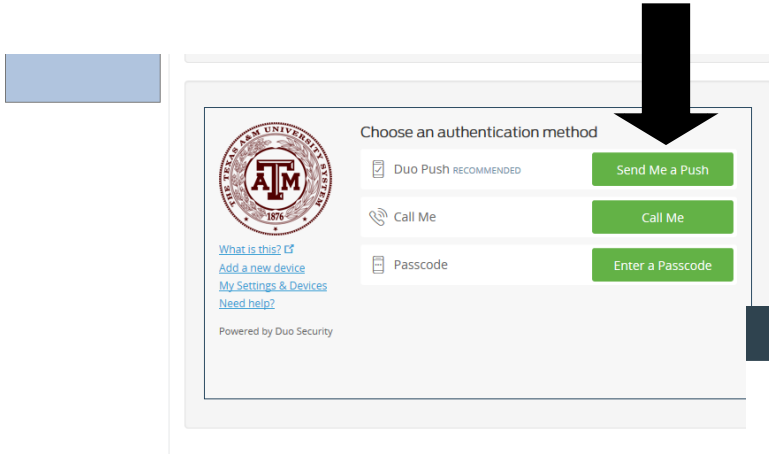 Choose an authentication method
THE TEXAS A&M UNIVERSITY SYSTEM
ATM
1876
Duo Push RECOMMENDED
Send Me a Push
Call Me
Call Me
Passcode
Enter a Passcode
What is this?
Add a new device
My Settings & Devices
Need help?
Powered by Duo Security